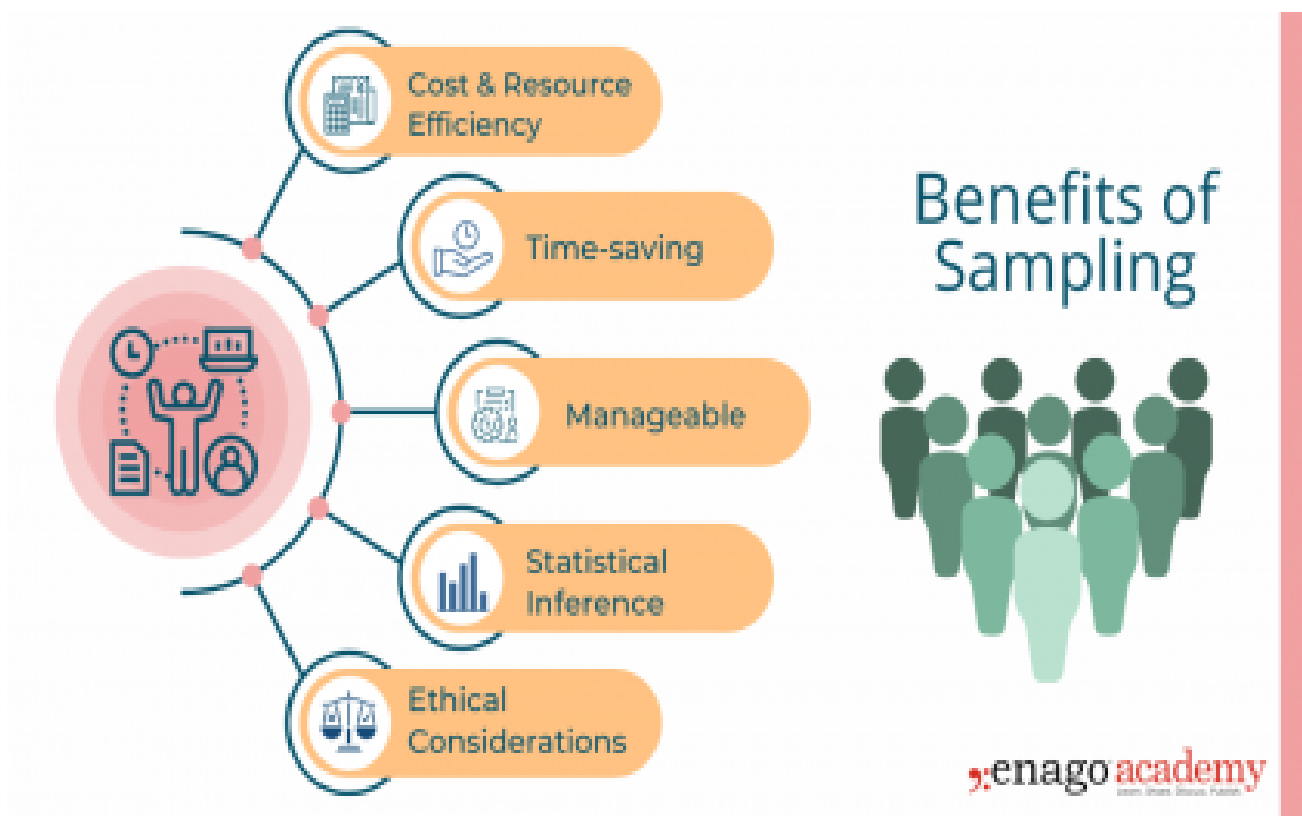 Cost & Resource
Efficiency
Time-saving
Manageable
Statistical
Inference
Ethical
Considerations
Benefits of
Sampling
enago academy